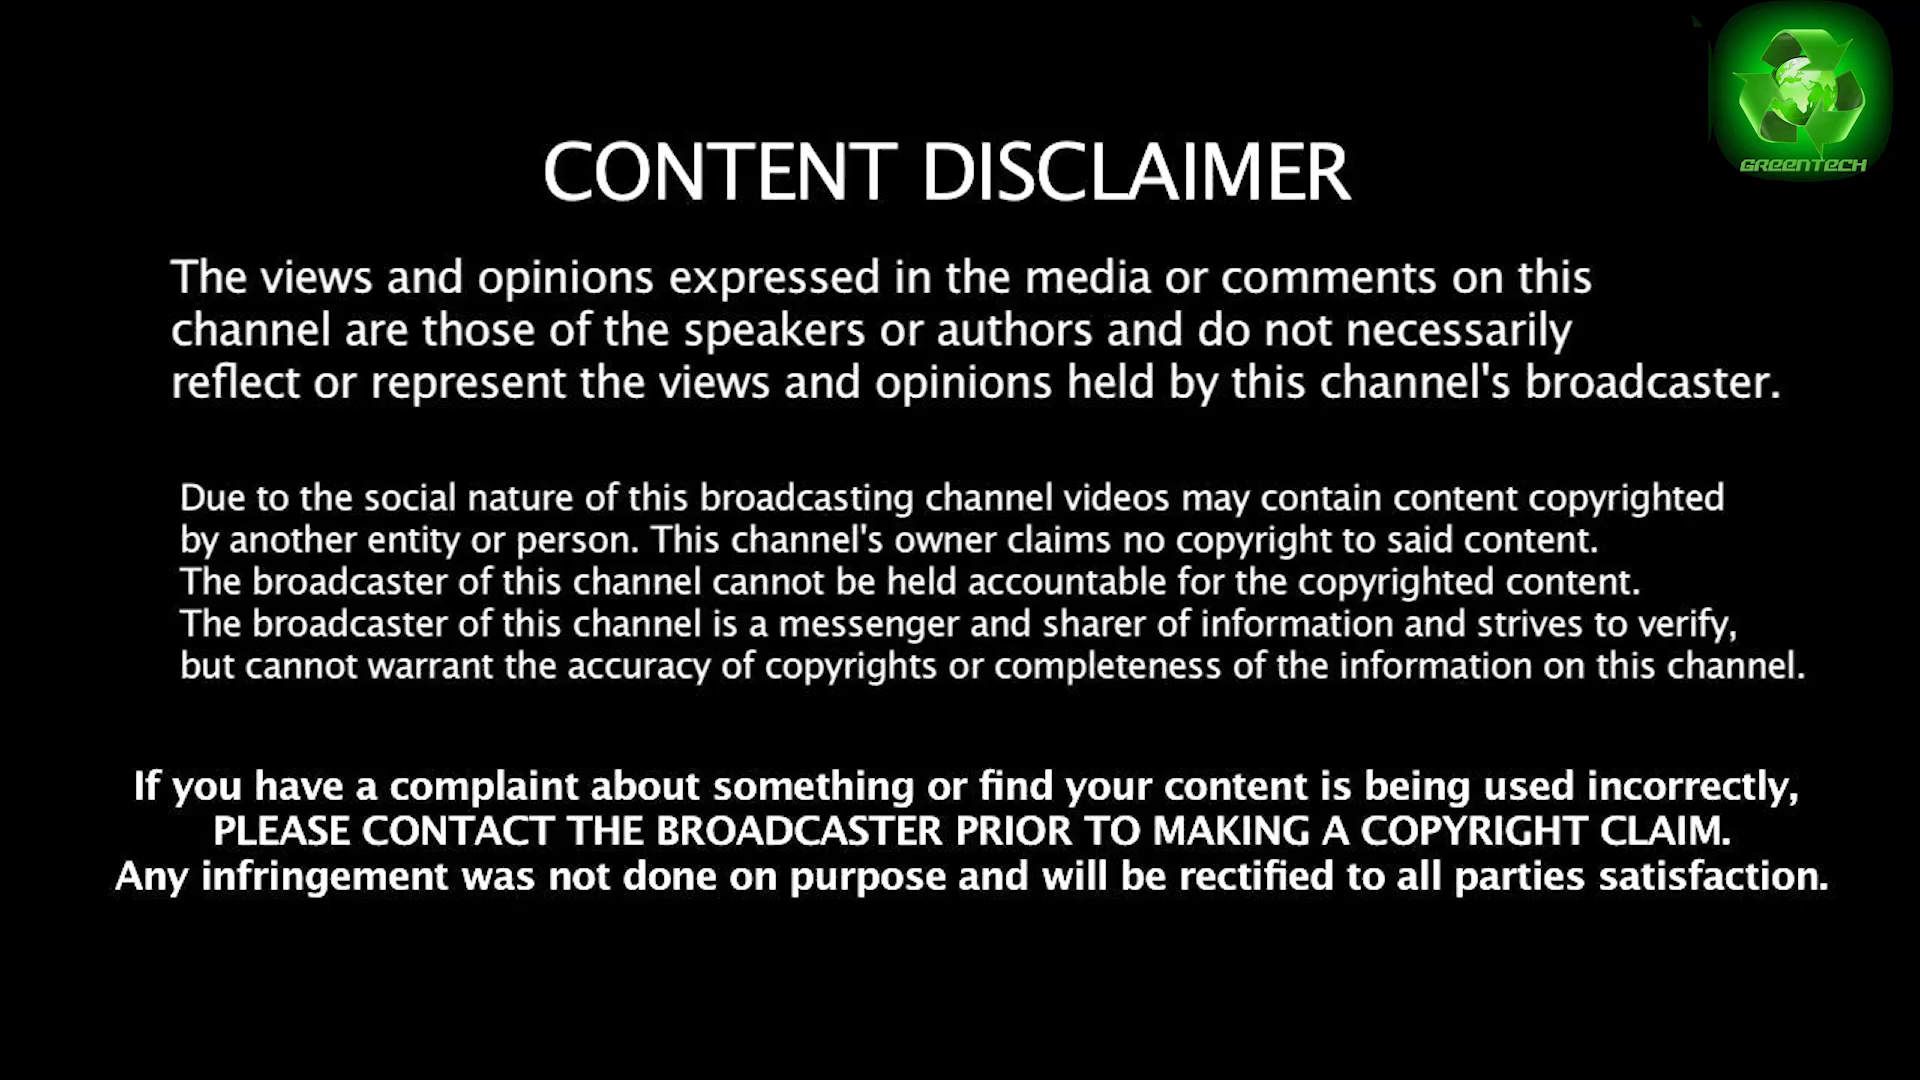 GREENTECH
CONTENT DISCLAIMER
The views and opinions expressed in the media or comments on this
channel are those of the speakers or authors and do not necessarily
reflect or represent the views and opinions held by this channel's broadcaster.
Due to the social nature of this broadcasting channel videos may contain content copyrighted
by another entity or person. This channel's owner claims no copyright to said content.
The broadcaster of this channel cannot be held accountable for the copyrighted content.
The broadcaster of this channel is a messenger and sharer of information and strives to verify,
but cannot warrant the accuracy of copyrights or completeness of the information on this channel.
If you have a complaint about something or find your content is being used incorrectly,
PLEASE CONTACT THE BROADCASTER PRIOR TO MAKING A COPYRIGHT CLAIM.
Any infringement was not done on purpose and will be rectified to all parties satisfaction.